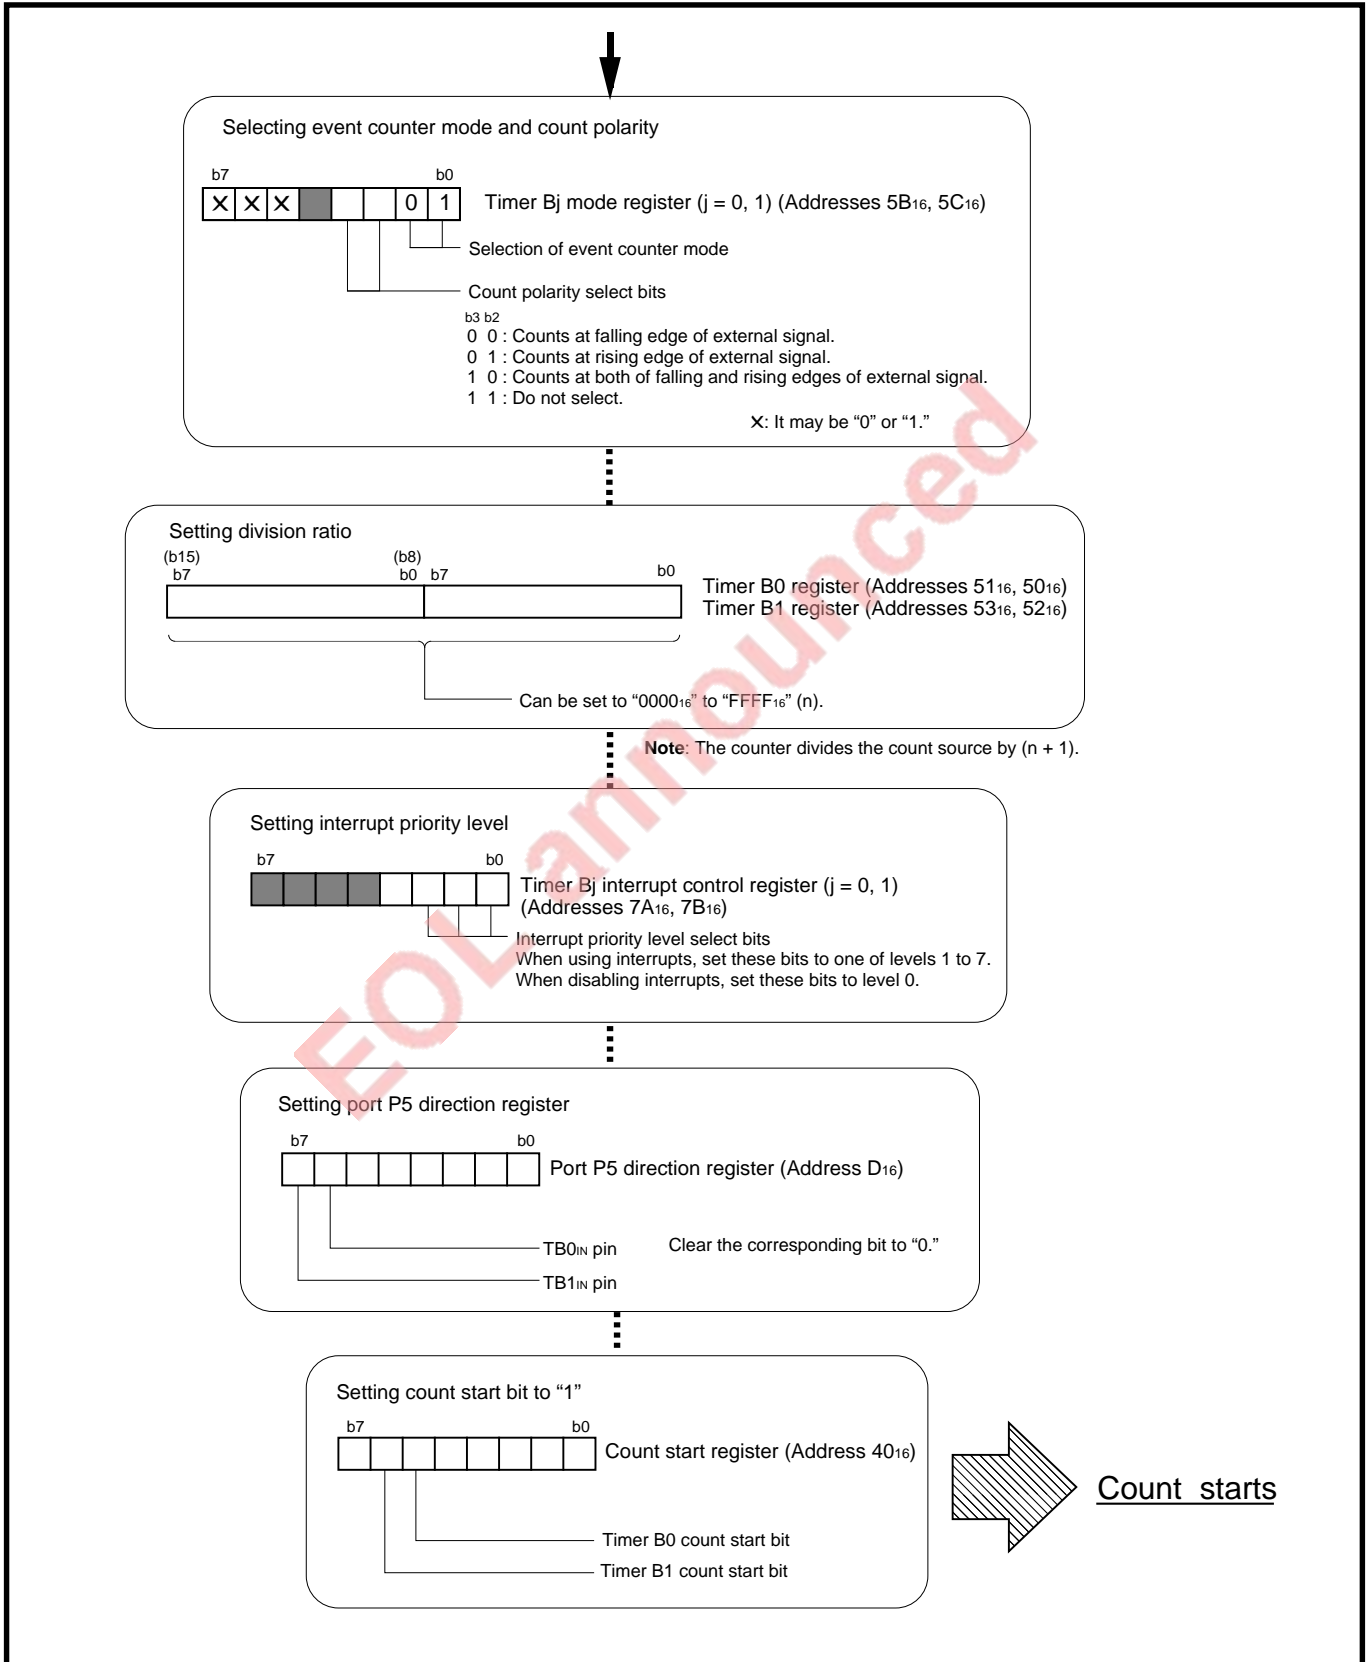 Selecting event counter mode and count polarity
b7 b0
✕ ✕ ✕ 0 1 Timer Bj mode register (j = 0, 1) (Addresses 5B16, 5C16)
Selection of event counter mode
Count polarity select bits
b3 b2
0 0 : Counts at falling edge of external signal.
0 1 : Counts at rising edge of external signal.
1 0 : Counts at both of falling and rising edges of external signal.
1 1 : Do not select.
✕: It may be “0” or “1.”
Setting division ratio
(b15) (b8)
b7 b0 b7 b0
Timer B0 register (Addresses 5116, 5016)
Timer B1 register (Addresses 5316, 5216)
Can be set to “000016” to “FFFF16” (n).
Note: The counter divides the count source by (n + 1).
Setting interrupt priority level
b7 b0
Timer Bj interrupt control register (j = 0, 1)
(Addresses 7A16, 7B16)
Interrupt priority level select bits
When using interrupts, set these bits to one of levels 1 to 7.
When disabling interrupts, set these bits to level 0.
Setting port P5 direction register
b7 b0
Port P5 direction register (Address D16)
TB0IN pin Clear the corresponding bit to “0.”
TB1IN pin
Setting count start bit to “1”
b7 b0
Count start register (Address 4016)
Timer B0 count start bit
Timer B1 count start bit
Count starts
EOL announced